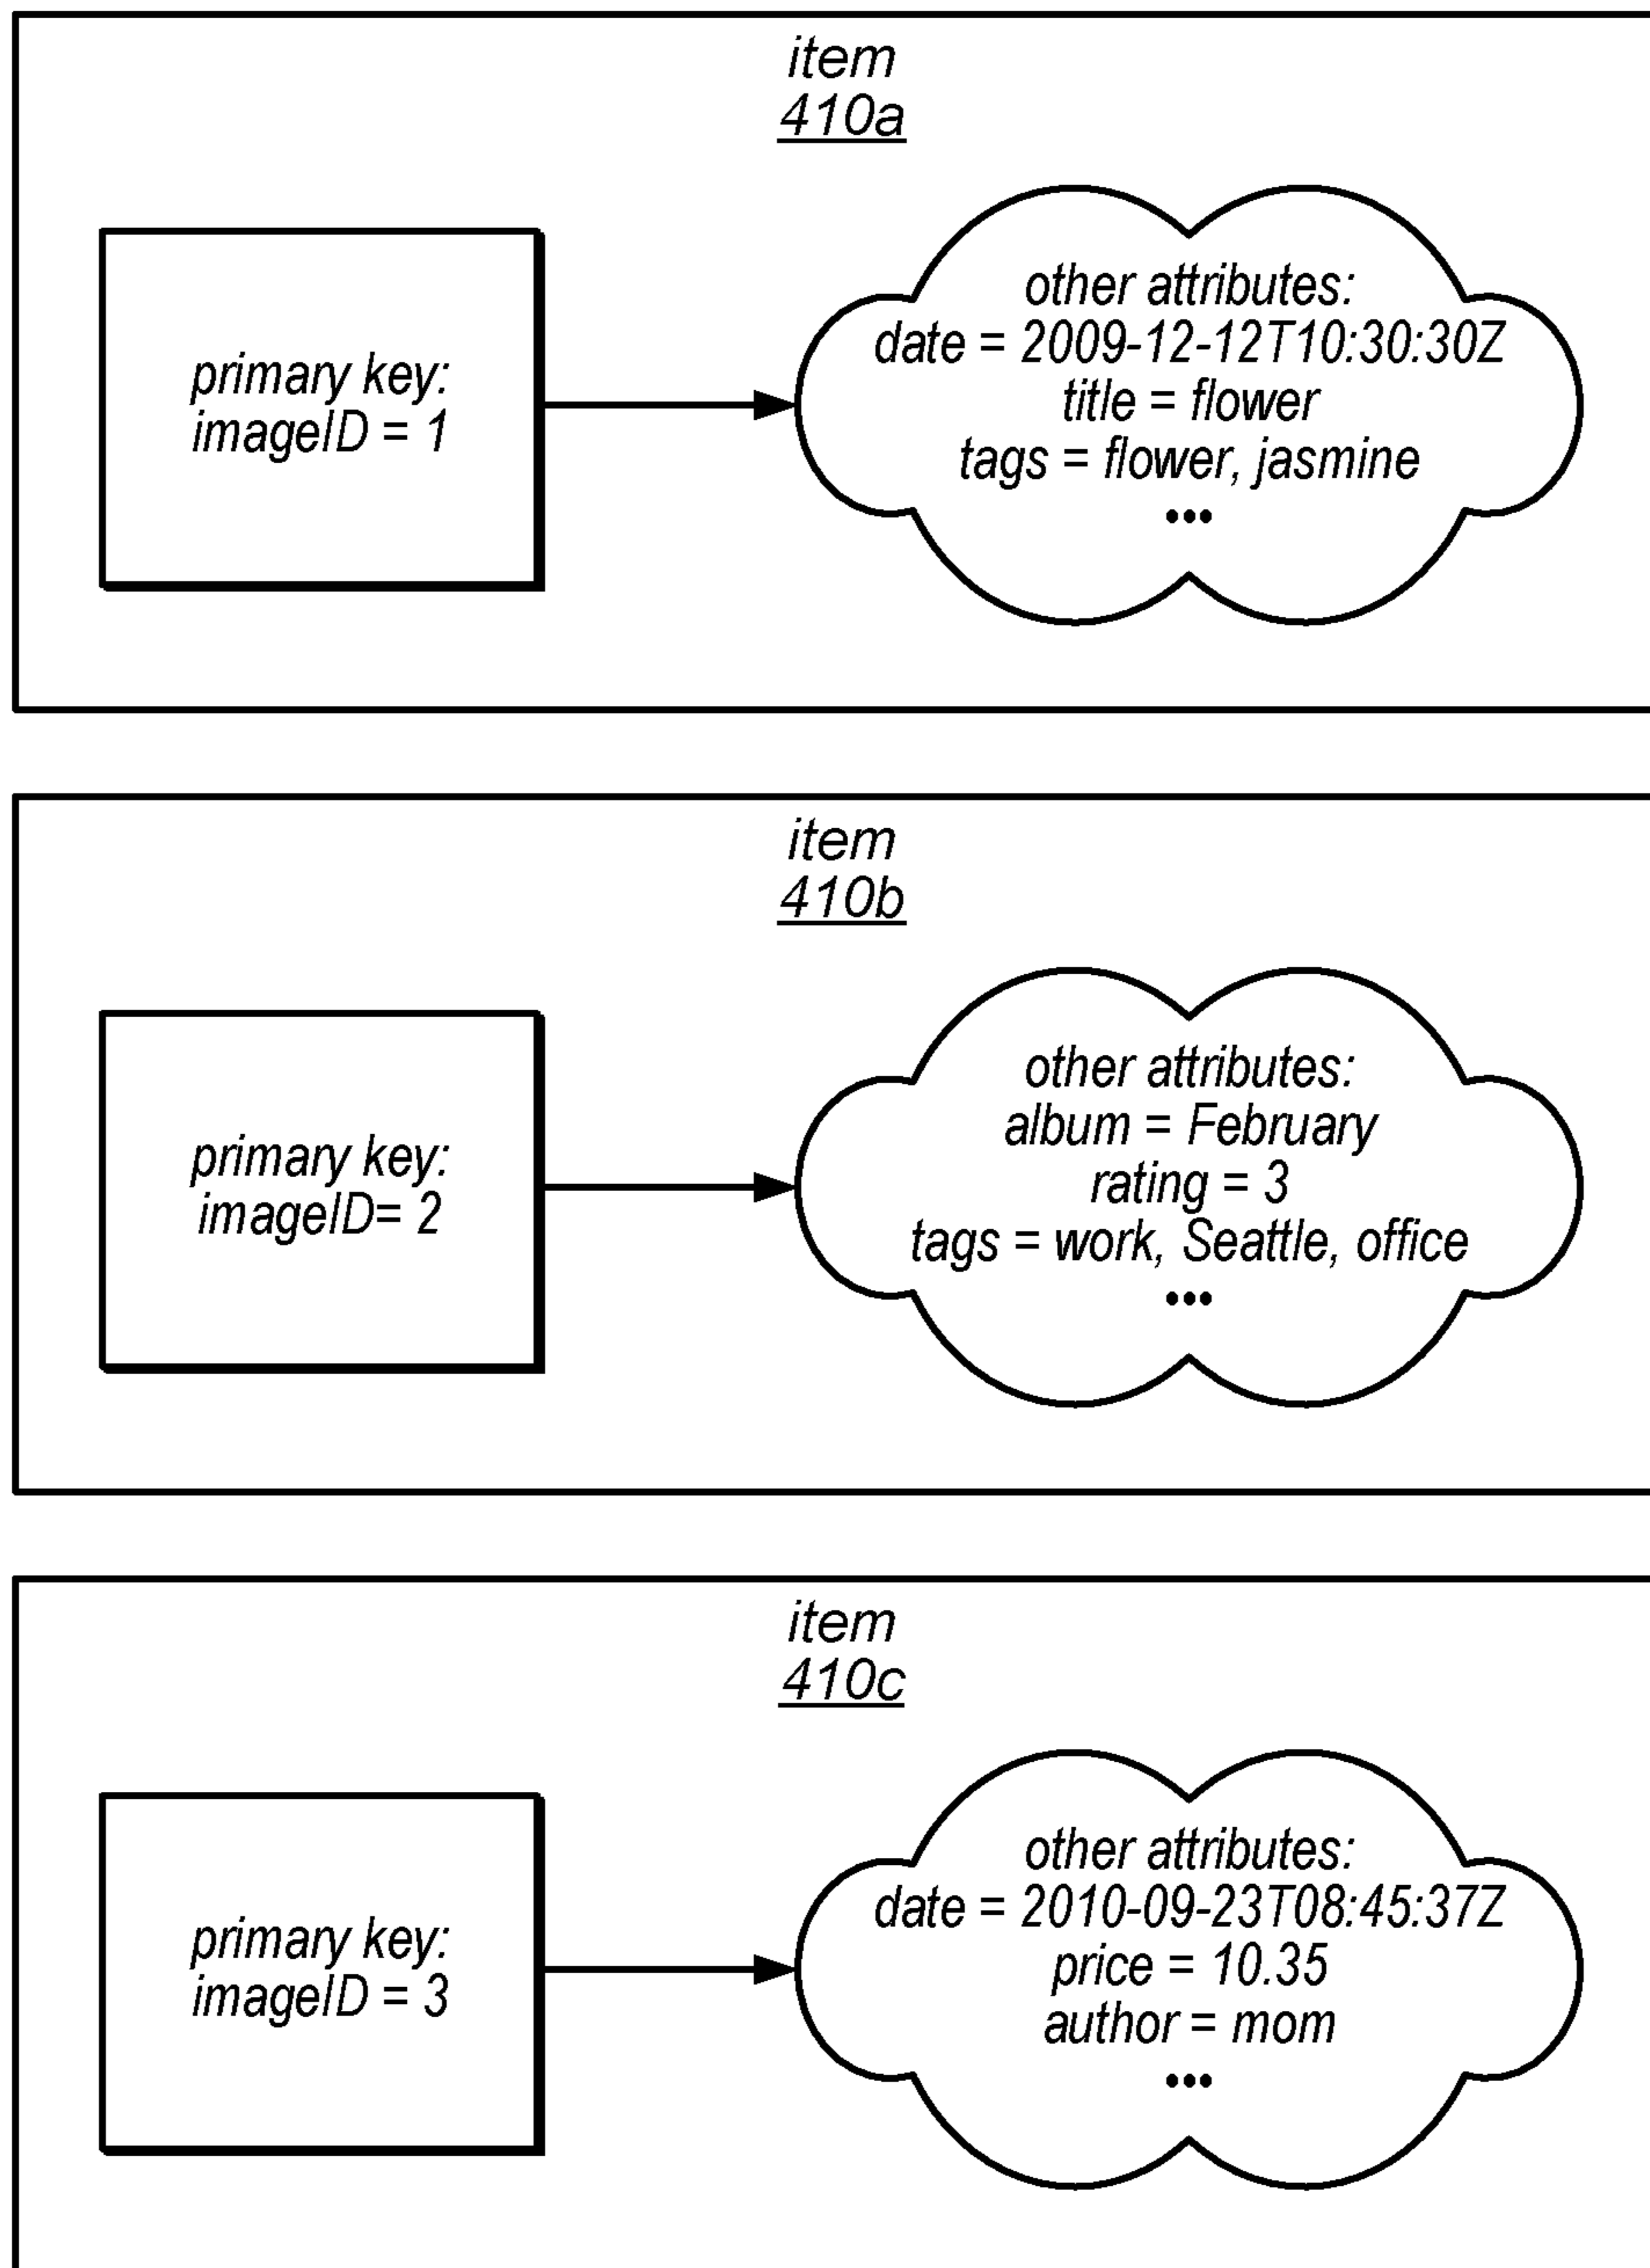 item
410a
primary key:
imageID = 1
other attributes:
date = 2009-12-12T10:30:30Z
title = flower
tags = flower, jasmine
•••
item
410b
primary key:
imageID= 2
other attributes:
album = February
rating = 3
tags = work, Seattle, office
•••
item
410c
primary key:
imageID = 3
other attributes:
date = 2010-09-23T08:45:37Z
price = 10.35
author = mom
•••